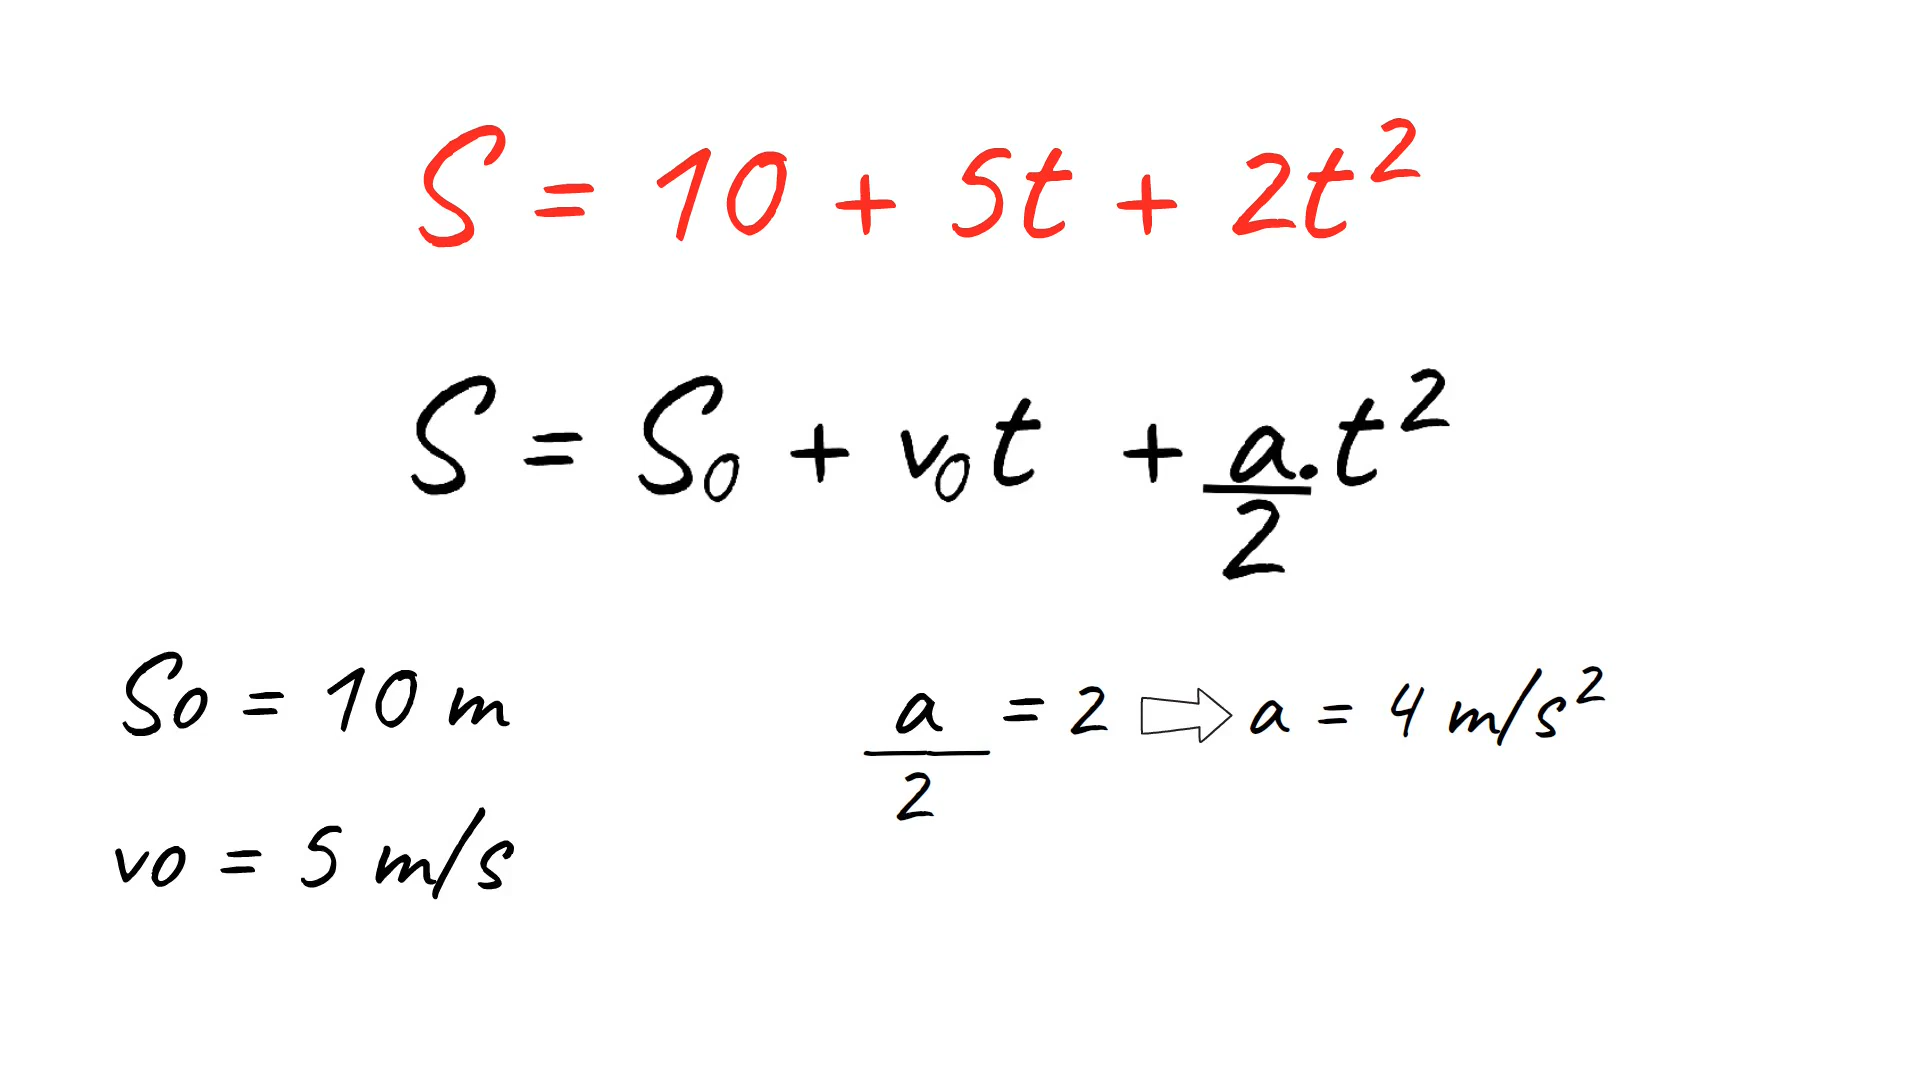 S = 10 + 5t + 2t²
S = S₀ + v₀t + a/2.t²
So = 10 m
a/2 = 2 ⇨ a = 4 m/s²
vo = 5 m/s